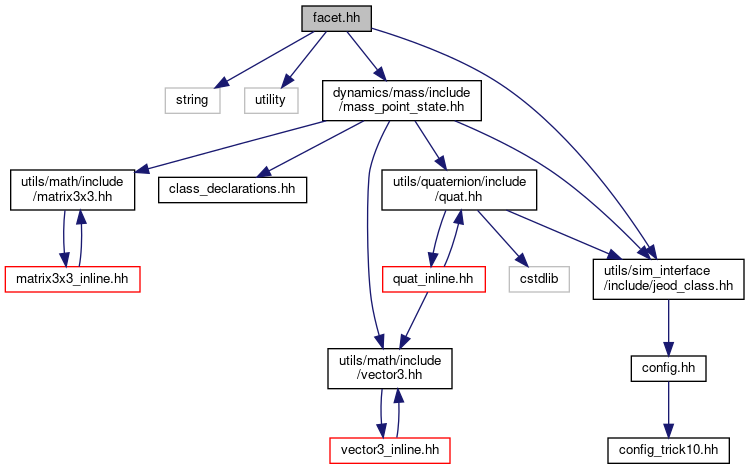 facet.hh
string
utility
dynamics/mass/include
/mass_point_state.hh
utils/math/include
/matrix3x3.hh
class_declarations.hh
utils/quaternion/include
/quat.hh
matrix3x3_inline.hh
quat_inline.hh
cstdlib
utils/sim_interface
/include/jeod_class.hh
utils/math/include
/vector3.hh
config.hh
vector3_inline.hh
config_trick10.hh